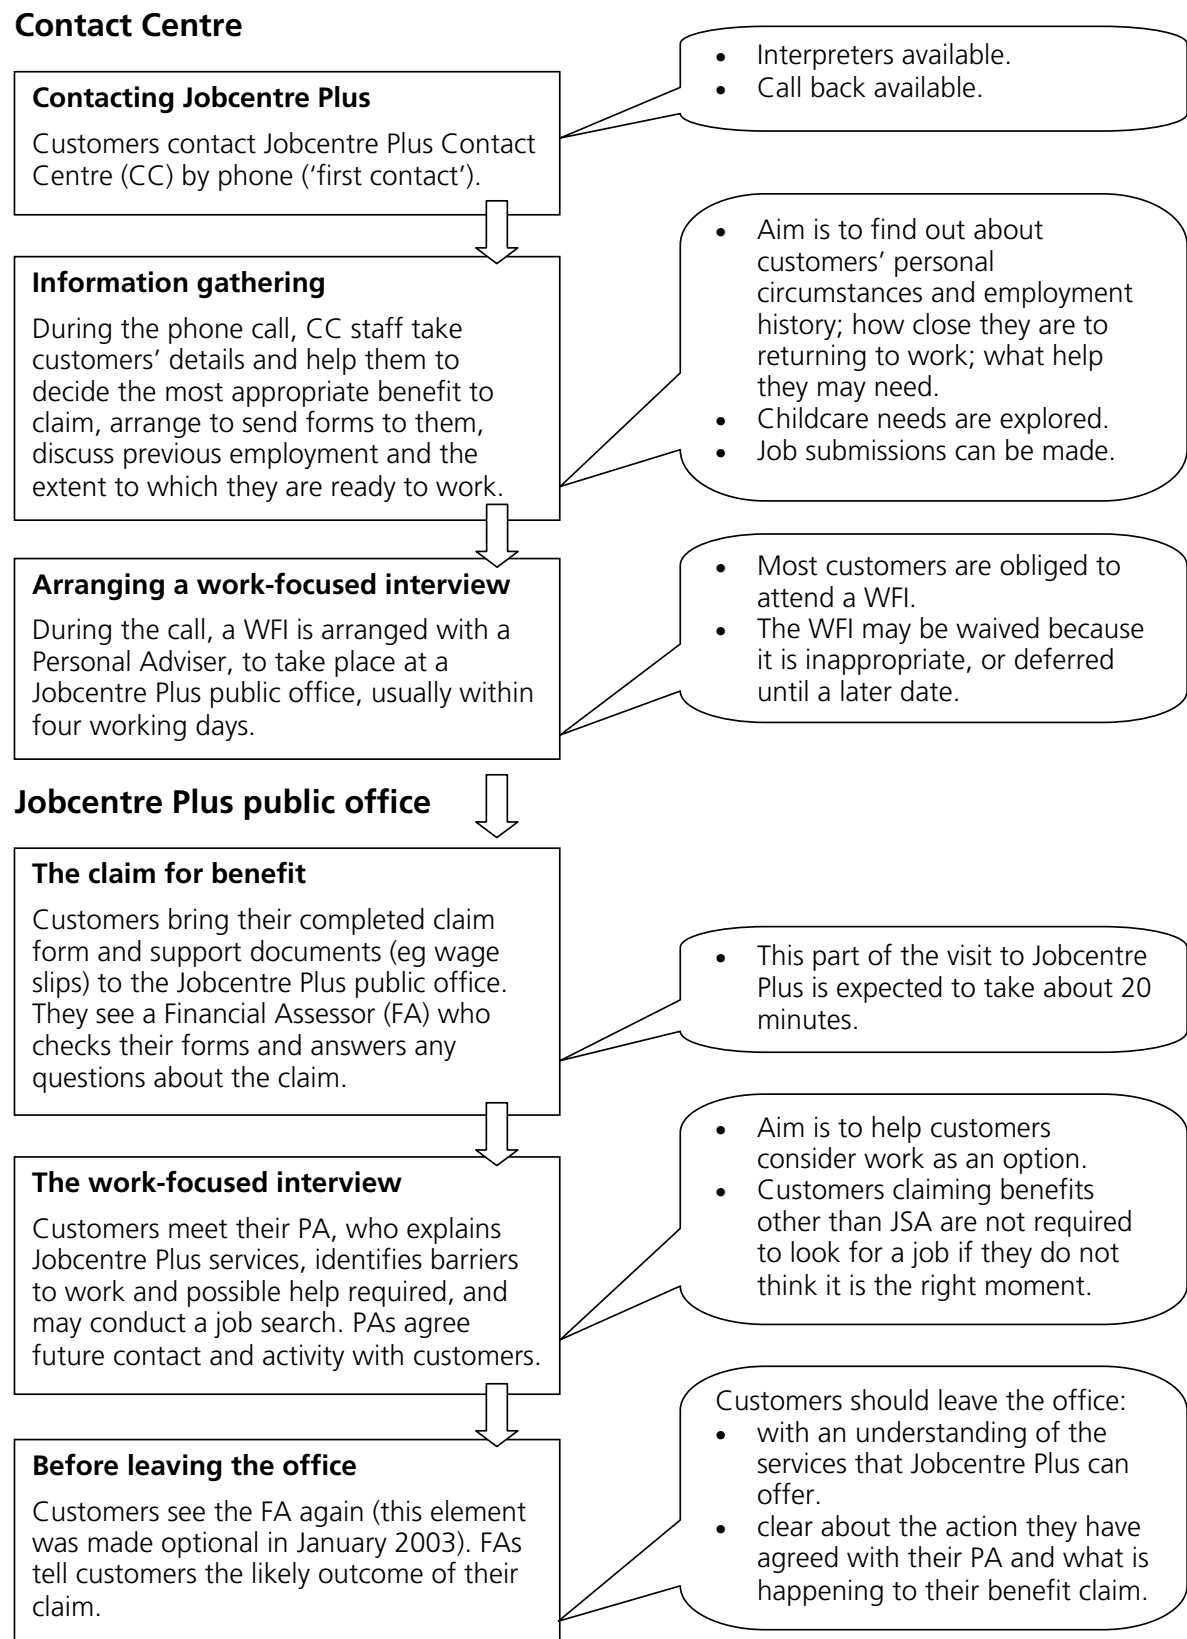 Contact Centre
Contacting Jobcentre Plus
Customers contact Jobcentre Plus Contact
Centre (CC) by phone (‘first contact’).
• Interpreters available.
• Call back available.
Information gathering
During the phone call, CC staff take
customers’ details and help them to
decide the most appropriate benefit to
claim, arrange to send forms to them,
discuss previous employment and the
extent to which they are ready to work.
• Aim is to find out about
customers’ personal
circumstances and employment
history; how close they are to
returning to work; what help
they may need.
• Childcare needs are explored.
• Job submissions can be made.
Arranging a work-focused interview
During the call, a WFI is arranged with a
Personal Adviser, to take place at a
Jobcentre Plus public office, usually within
four working days.
• Most customers are obliged to
attend a WFI.
• The WFI may be waived because
it is inappropriate, or deferred
until a later date.
Jobcentre Plus public office
The claim for benefit
Customers bring their completed claim
form and support documents (eg wage
slips) to the Jobcentre Plus public office.
They see a Financial Assessor (FA) who
checks their forms and answers any
questions about the claim.
• This part of the visit to Jobcentre
Plus is expected to take about 20
minutes.
The work-focused interview
Customers meet their PA, who explains
Jobcentre Plus services, identifies barriers
to work and possible help required, and
may conduct a job search. PAs agree
future contact and activity with customers.
• Aim is to help customers
consider work as an option.
• Customers claiming benefits
other than JSA are not required
to look for a job if they do not
think it is the right moment.
Before leaving the office
Customers see the FA again (this element
was made optional in January 2003). FAs
tell customers the likely outcome of their
claim.
Customers should leave the office:
• with an understanding of the
services that Jobcentre Plus can
offer.
• clear about the action they have
agreed with their PA and what is
happening to their benefit claim.